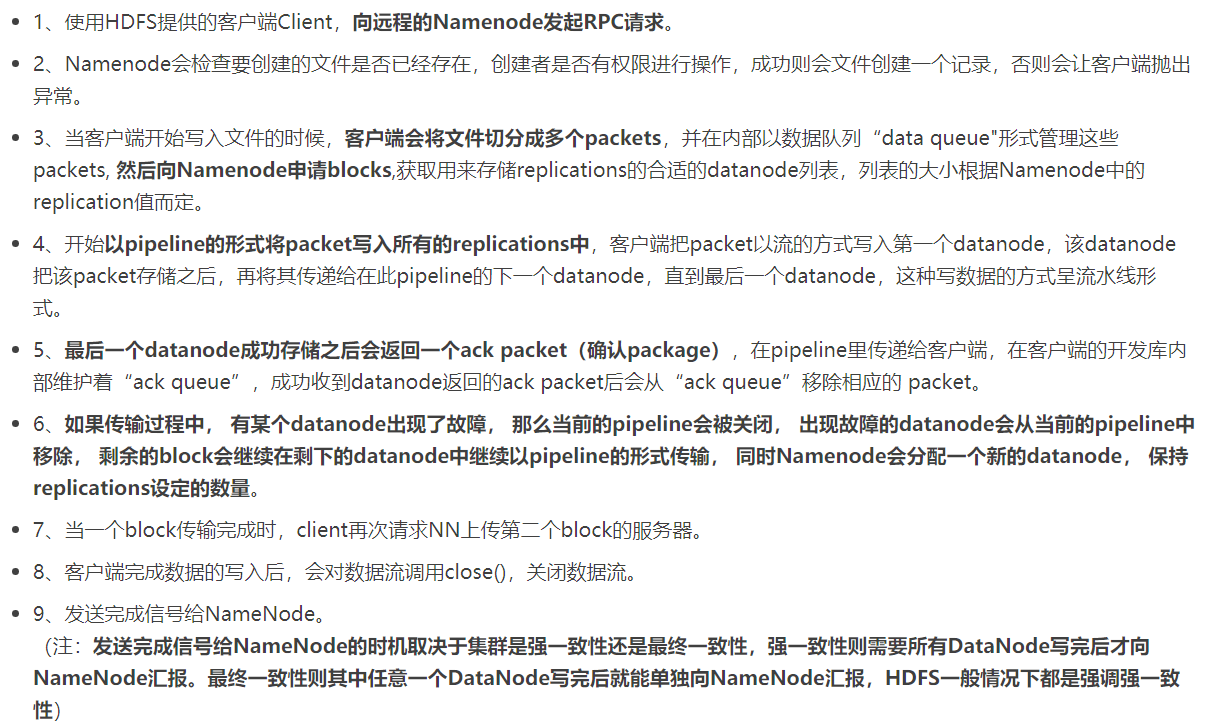 1、使用HDFS提供的客户端Client，向远程的Namenode发起RPC请求。
2、Namenode会检查要创建的文件是否已经存在，创建者是否有权限进行操作，成功则会文件创建一个记录，否则会让客户端抛出
异常。
3、当客户端开始写入文件的时候，客户端会将文件切分成多个packets，并在内部以数据队列“data queue"形式管理这些
packets, 然后向Namenode申请blocks,获取用来存储replications的合适的datanode列表，列表的大小根据Namenode中的
replication值而定。
4、开始以pipeline的形式将packet写入所有的replications中，客户端把packet以流的方式写入第一个datanode，该datanode
把该packet存储之后，再将其传递给在此pipeline的下一个datanode，直到最后一个datanode，这种写数据的方式呈流水线形
式。
5、最后一个datanode成功存储之后会返回一个ack packet（确认package），在pipeline里传递给客户端，在客户端的开发库内
部维护着“ack queue”，成功收到datanode返回的ack packet后会从“ack queue”移除相应的 packet。
6、如果传输过程中， 有某个datanode出现了故障， 那么当前的pipeline会被关闭， 出现故障的datanode会从当前的pipeline中
移除， 剩余的block会继续在剩下的datanode中继续以pipeline的形式传输， 同时Namenode会分配一个新的datanode， 保持
replications设定的数量。
7、当一个block传输完成时，client再次请求NN上传第二个block的服务器。
8、客户端完成数据的写入后，会对数据流调用close()，关闭数据流。
9、发送完成信号给NameNode。
（注：发送完成信号给NameNode的时机取决于集群是强一致性还是最终一致性，强一致性则需要所有DataNode写完后才向
NameNode汇报。最终一致性则其中任意一个DataNode写完后就能单独向NameNode汇报，HDFS一般情况下都是强调强一致
性）